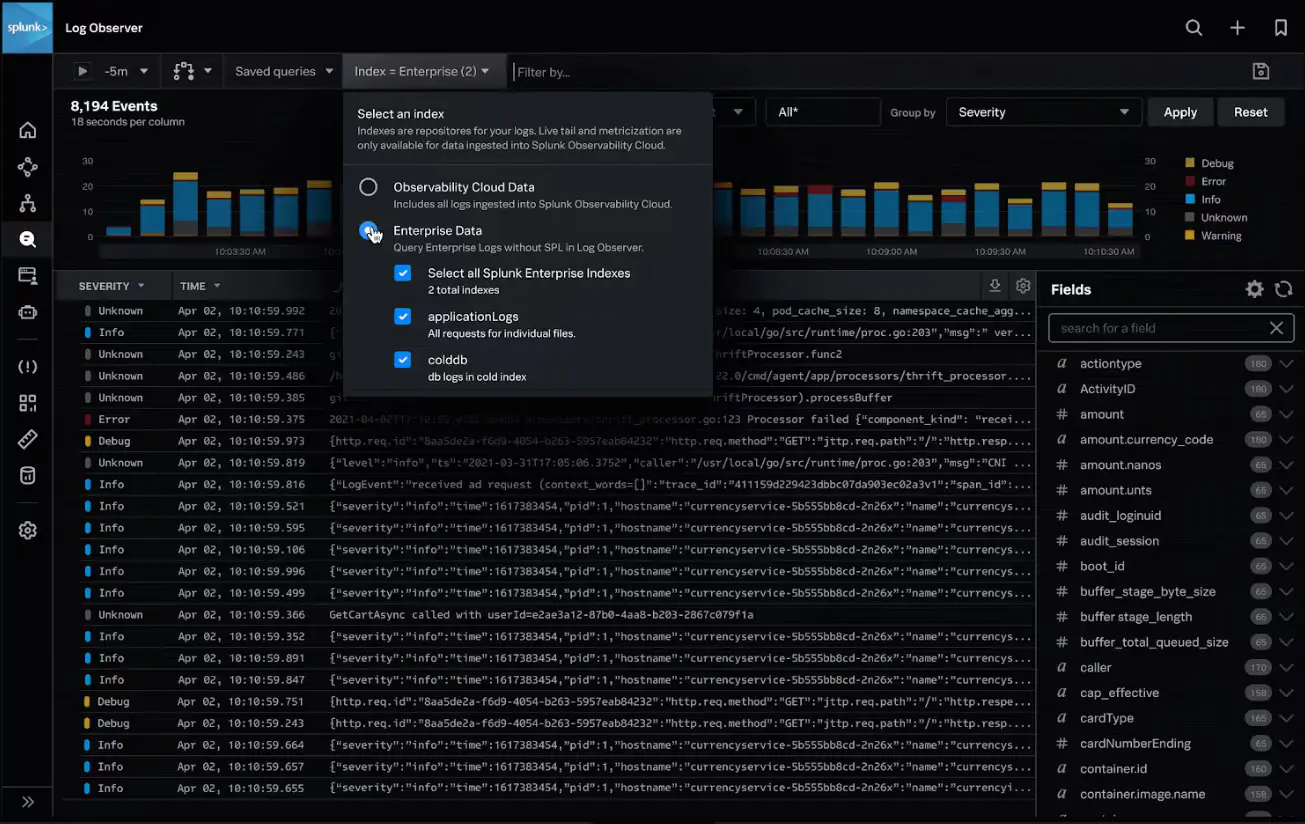 splunk>
Log Observer
-5m
Saved queries
Index = Enterprise (2)
Filter by...
8,194 Events
18 seconds per column
All*
Group by
Severity
Apply
Reset
Select an index
Indexes are repositores for your logs. Live tail and metricization are
only available for data ingested into Splunk Observability Cloud.
Observability Cloud Data
Includes all logs ingested into Splunk Observability Cloud.
Enterprise Data
Query Enterprise Logs without SPL in Log Observer.
Select all Splunk Enterprise Indexes
2 total indexes
applicationLogs
All requests for individual files.
colddb
db logs in cold index
30
20
10
0
10:03:30 AM
30
20
10
0
10:08:30 AM
10:09:00 AM
10:09:30 AM
10:10:30 AM
Debug
Error
Info
Unknown
Warning
SEVERITY
TIME
Unknown Apr 02, 10:10:59.992 size: 4, pod_cache_size: 8, namespace_cache_agg...
Info Apr 02, 10:10:59.771 /local/go/src/runtime/proc.go:203","msg":" ver...
Unknown Apr 02, 10:10:59.243 hriftProcessor.func2
Unknown Apr 02, 10:10:59.486 22.0/cmd/agent/app/processors/thrift_processor....
Unknown Apr 02, 10:10:59.385 Processor).processBuffer
Error Apr 02, 10:10:59.375 processor.go:123 Processor failed {"component_kind": "recei...
Debug Apr 02, 10:10:59.973 {http.req.id":"8aa5de2a-f6d9-4054-b263-5957eab84232":"http.req.method":"GET":"jttp.req.path":"/":"http.resp...
Unknown Apr 02, 10:10:59.819 {"level":"info","ts":"2021-03-31T17:05:06.3752","caller":"/usr/local/go/src/runtime/proc.go:203","msg":"CNI ...
Info Apr 02, 10:10:59.816 {"LogEvent":"received ad request (context_words=[]":"trace_id":"411159d229423dbbc07da903ec02a3v1":"span_id":...
Info Apr 02, 10:10:59.521 {"severity":"info":"time":1617383454,"pid":1,"hostname":"currencyservice-5b555bb8cd-2n26x":"name":"currencys...
Info Apr 02, 10:10:59.595 {"severity":"info":"time":1617383454,"pid":1,"hostname":"currencyservice-5b555bb8cd-2n26x":"name":"currencys...
Info Apr 02, 10:10:59.106 {"severity":"info":"time":1617383454,"pid":1,"hostname":"currencyservice-5b555bb8cd-2n26x":"name":"currencys...
Info Apr 02, 10:10:59.996 {"severity":"info":"time":1617383454,"pid":1,"hostname":"currencyservice-5b555bb8cd-2n26x":"name":"currencys...
Info Apr 02, 10:10:59.499 {"severity":"info":"time":1617383454,"pid":1,"hostname":"currencyservice-5b555bb8cd-2n26x":"name":"currencys...
Unknown Apr 02, 10:10:59.366 GetCartAsync called with userId=e2ae3a12-87b0-4aa8-b203-2867c079f1a
Info Apr 02, 10:10:59.352 {"severity":"info":"time":1617383454,"pid":1,"hostname":"currencyservice-5b555bb8cd-2n26x":"name":"currencys...
Info Apr 02, 10:10:59.891 {"severity":"info":"time":1617383454,"pid":1,"hostname":"currencyservice-5b555bb8cd-2n26x":"name":"currencys...
Info Apr 02, 10:10:59.847 {"severity":"info":"time":1617383454,"pid":1,"hostname":"currencyservice-5b555bb8cd-2n26x":"name":"currencys...
Debug Apr 02, 10:10:59.751 {http.req.id":"8aa5de2a-f6d9-4054-b263-5957eab84232":"http.req.method":"GET":"jttp.req.path":"/":"http.respe...
Debug Apr 02, 10:10:59.243 {http.req.id":"8aa5de2a-f6d9-4054-b263-5957eab84232":"http.req.method":"GET":"jttp.req.path":"/":"http.resp...
Info Apr 02, 10:10:59.664 {"severity":"info":"time":1617383454,"pid":1,"hostname":"currencyservice-5b555bb8cd-2n26x":"name":"currencys...
Info Apr 02, 10:10:59.657 {"severity":"info":"time":1617383454,"pid":1,"hostname":"currencyservice-5b555bb8cd-2n26x":"name":"currencys...
Info Apr 02, 10:10:59.655 {"severity":"info":"time":1617383454,"pid":1,"hostname":"currencyservice-5b555bb8cd-2n26x":"name":"currencyi...
Fields
search for a field
a actiontype 180
a ActivityID 180
# amount 65
a amount.currency_code 180
# amount.nanos 65
# amount.unts 65
# audit_loginuid 65
# audit_session 65
# boot_id 65
# buffer_stage_byte_size 65
# buffer stage_length 65
# buffer_total_queued_size 65
a caller 170
a cap_effective 158
a cardType 165
# cardNumberEnding 65
a container.id 160
a container.image.name 158